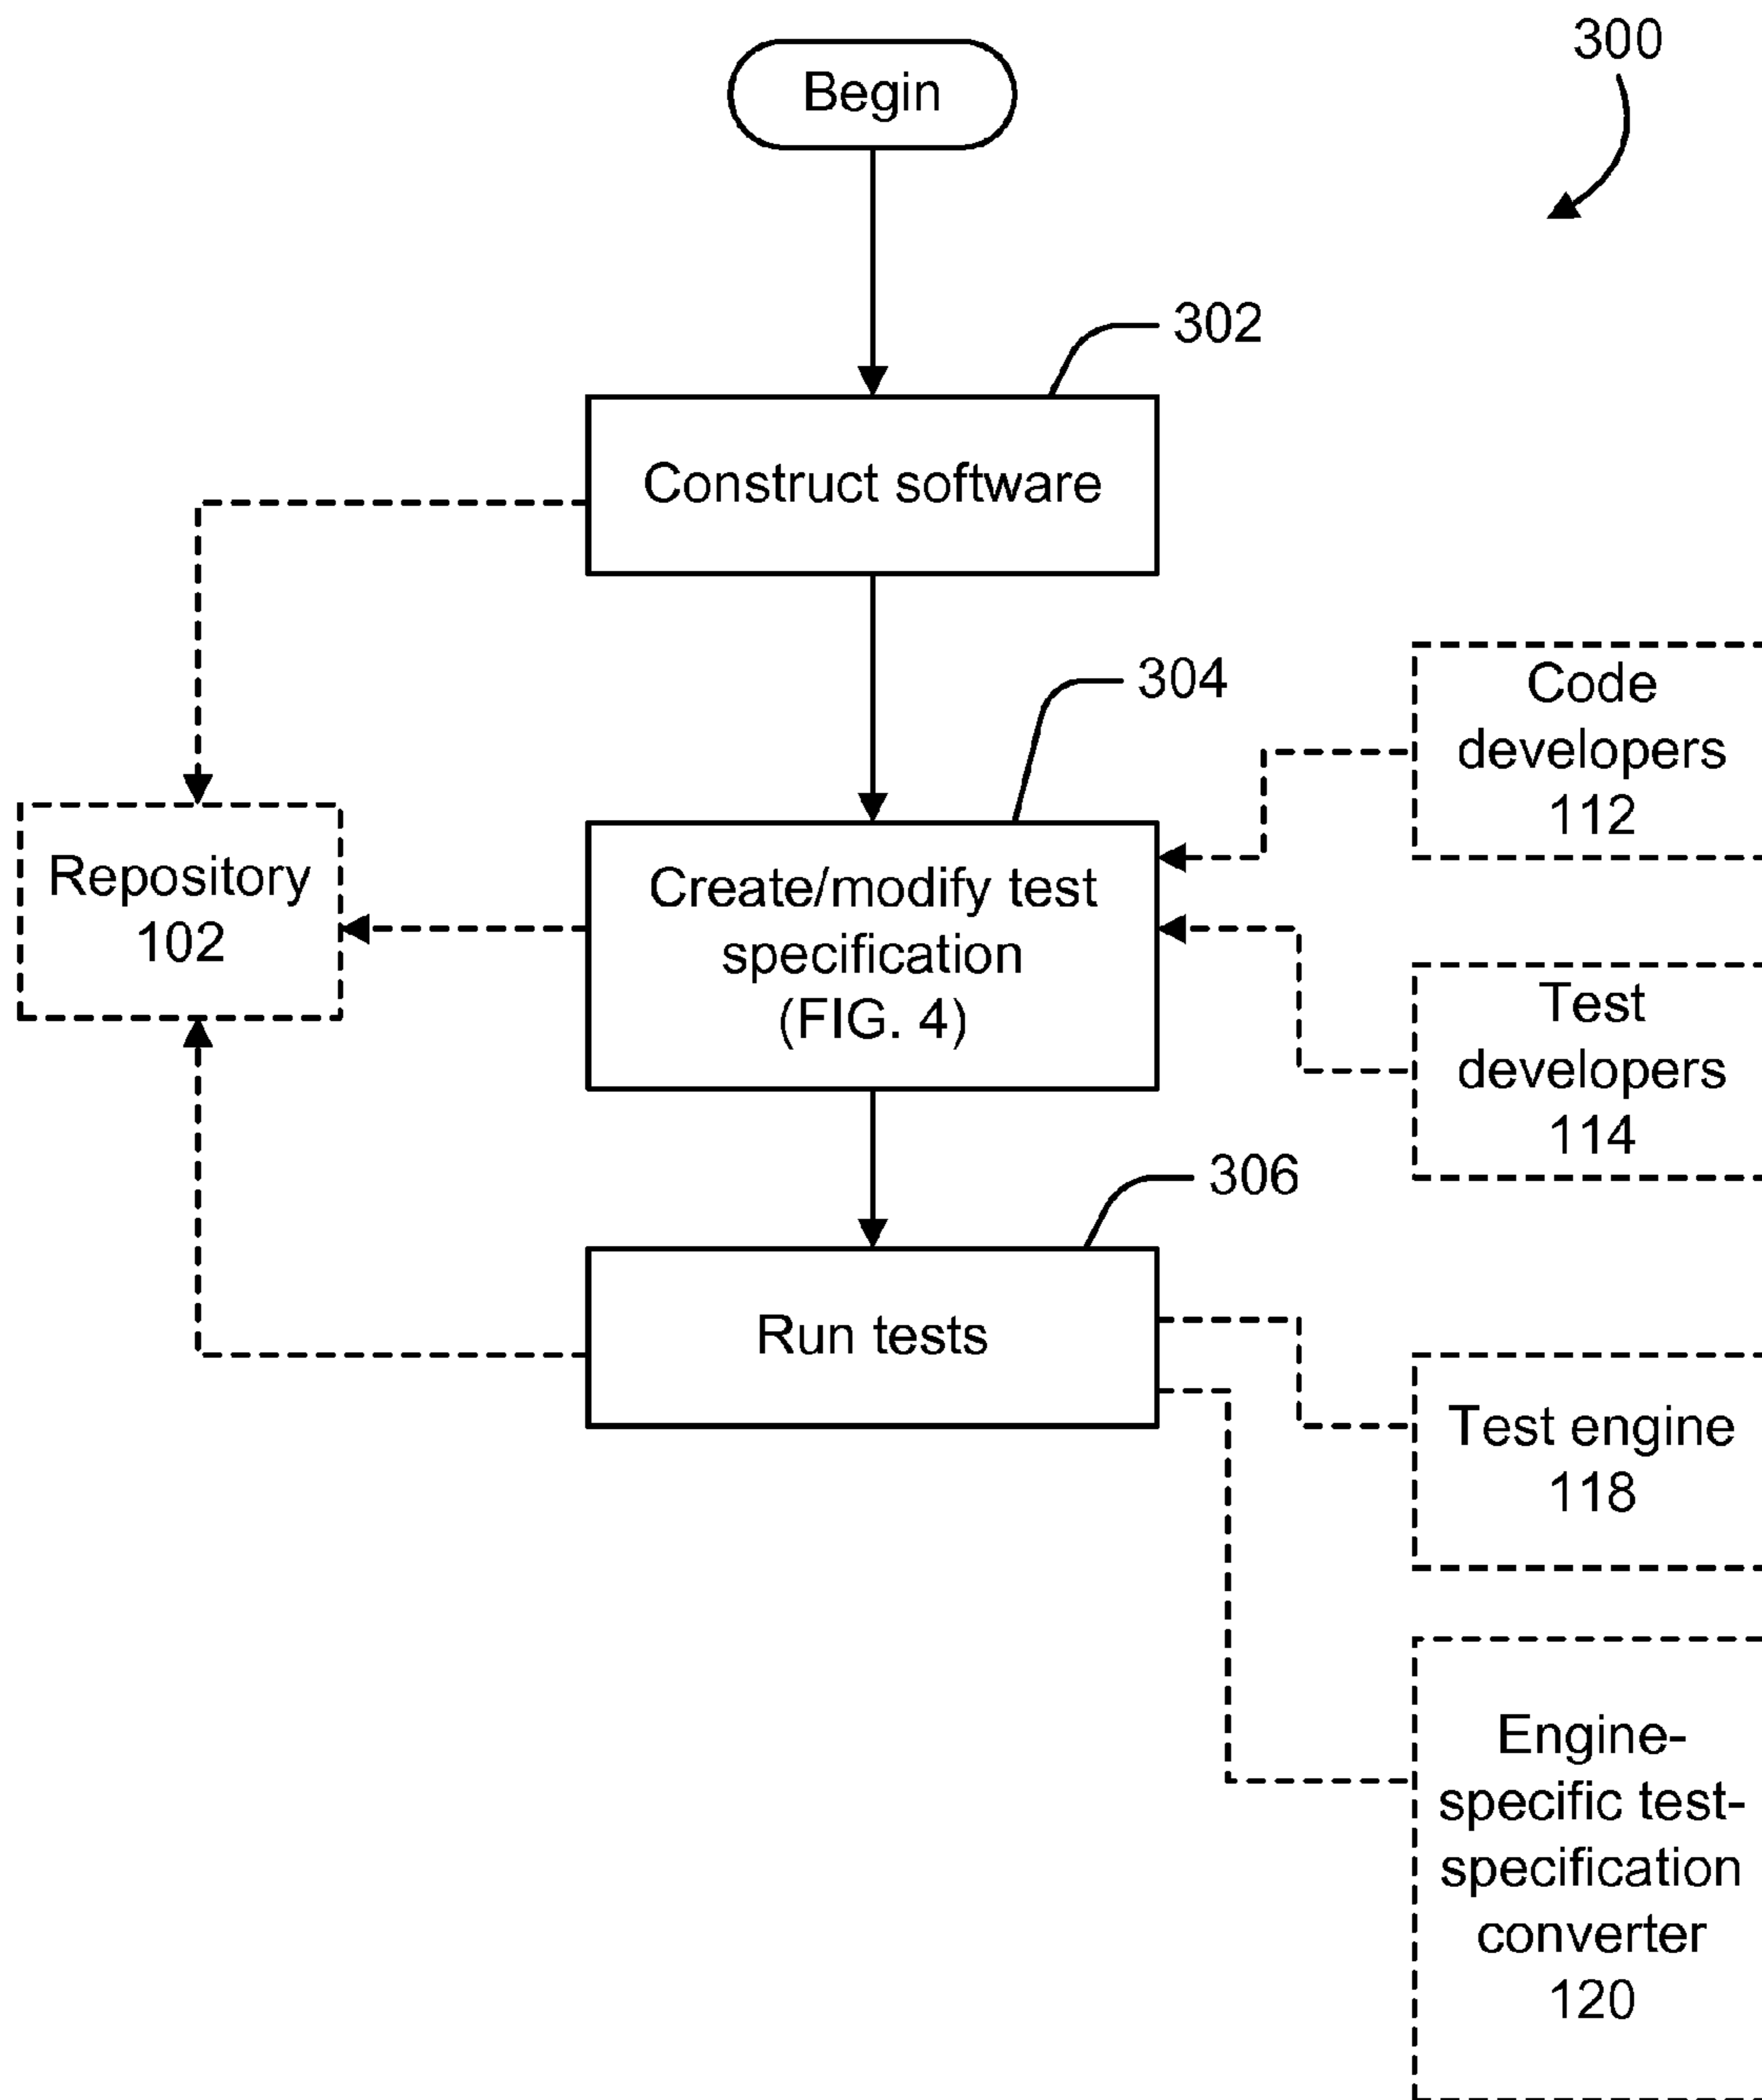 300
Begin
302
Construct software
304
Code
developers
112
Repository
102
Create/modify test
specification
(FIG. 4)
Test
developers
114
306
Run tests
Test engine
118
Engine-
specific test-
specification
converter
120